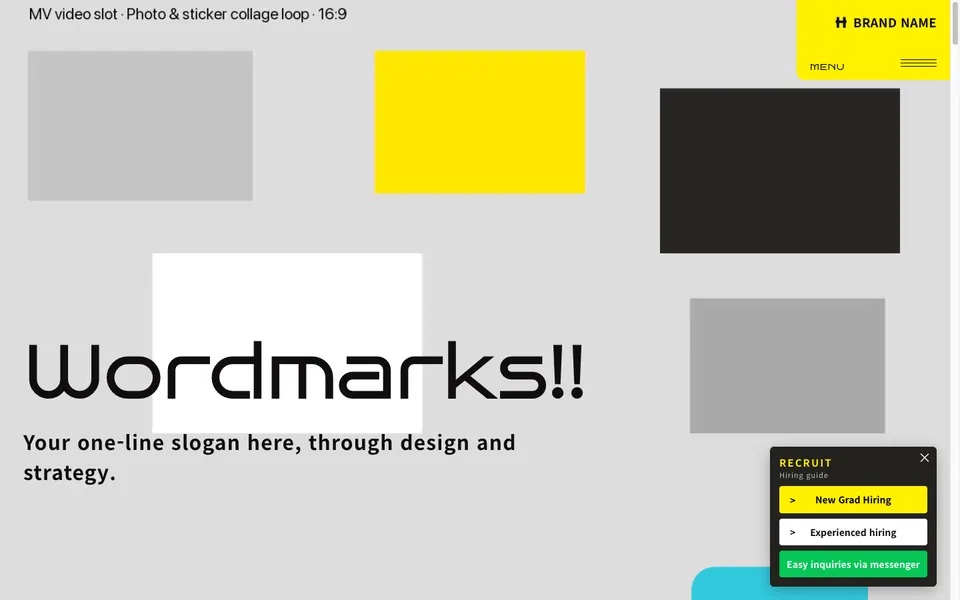 MV video slot · Photo & sticker collage loop · 16:9
BRAND NAME
MENU
Wordmarks!!
Your one-line slogan here, through design and
strategy.
RECRUIT
Hiring guide
> New Grad Hiring
> Experienced hiring
Easy inquiries via messenger